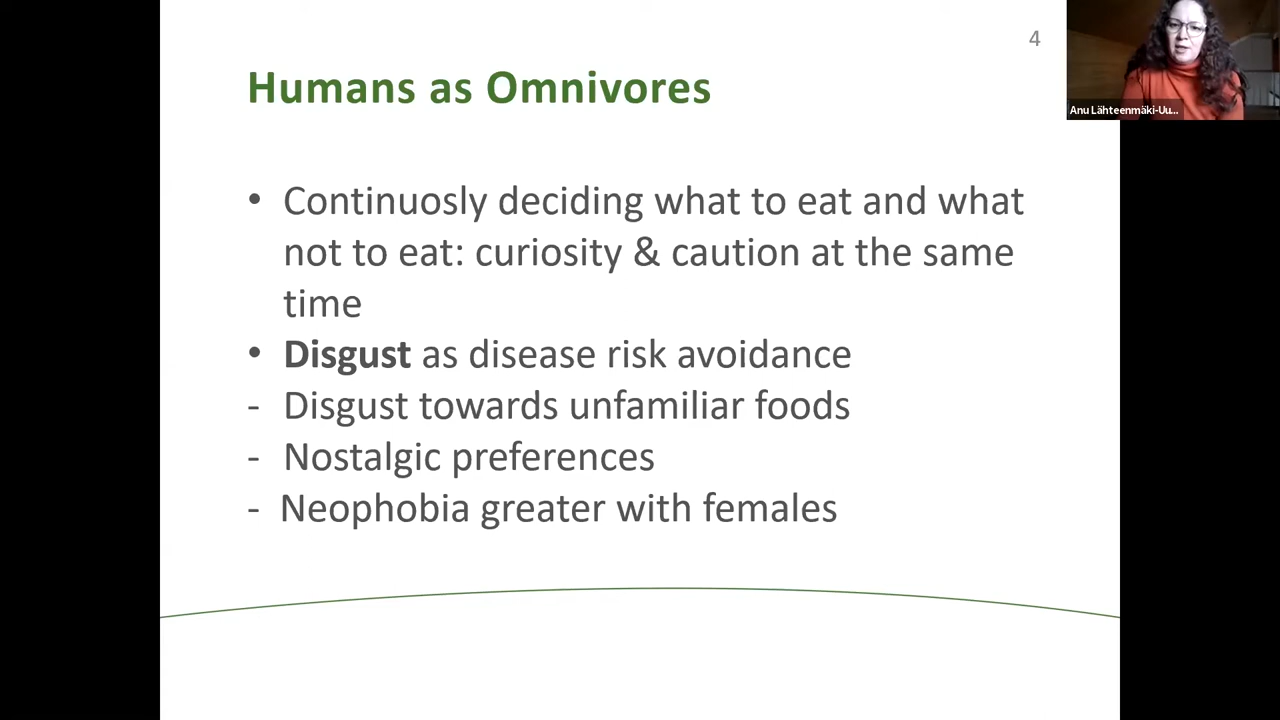 4
Humans as Omnivores
• Continuosly deciding what to eat and what
not to eat: curiosity & caution at the same
time
• Disgust as disease risk avoidance
- Disgust towards unfamiliar foods
- Nostalgic preferences
- Neophobia greater with females
Anu Lähteenmäki-Uu...